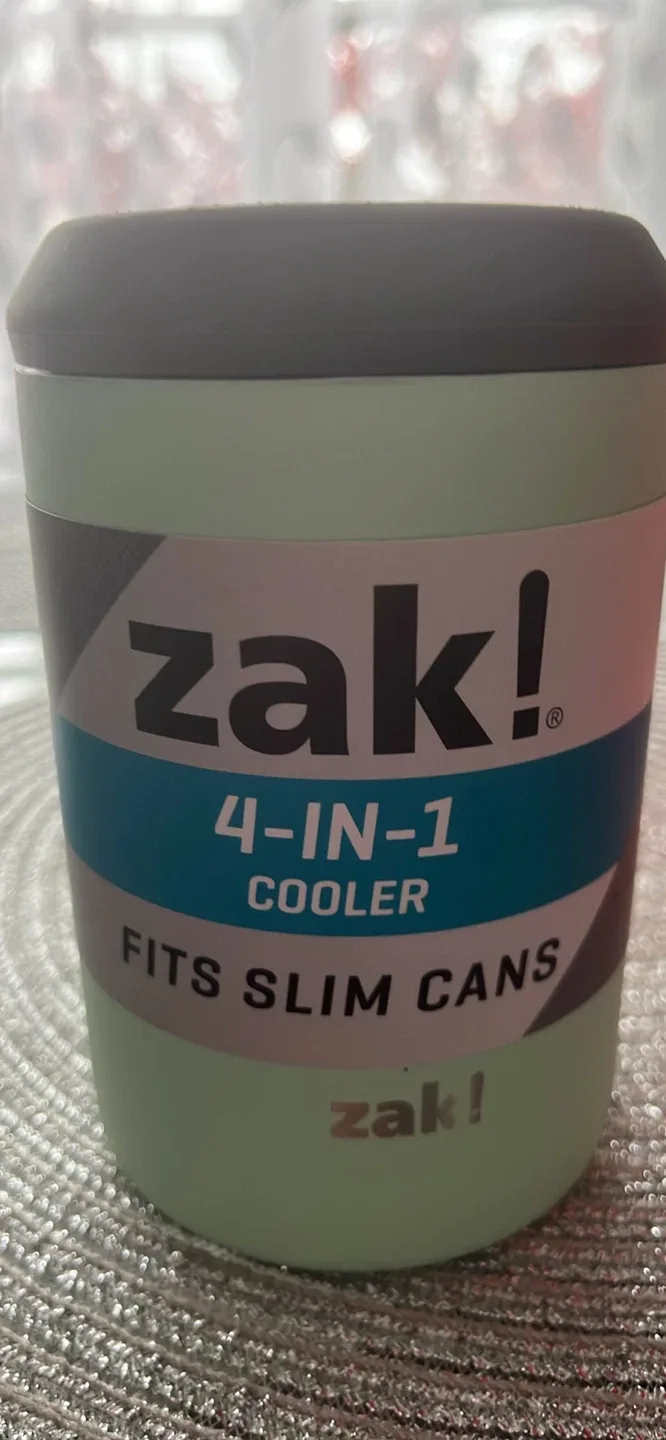 zak!®
4-IN-1
COOLER
FITS SLIM CANS
zak!